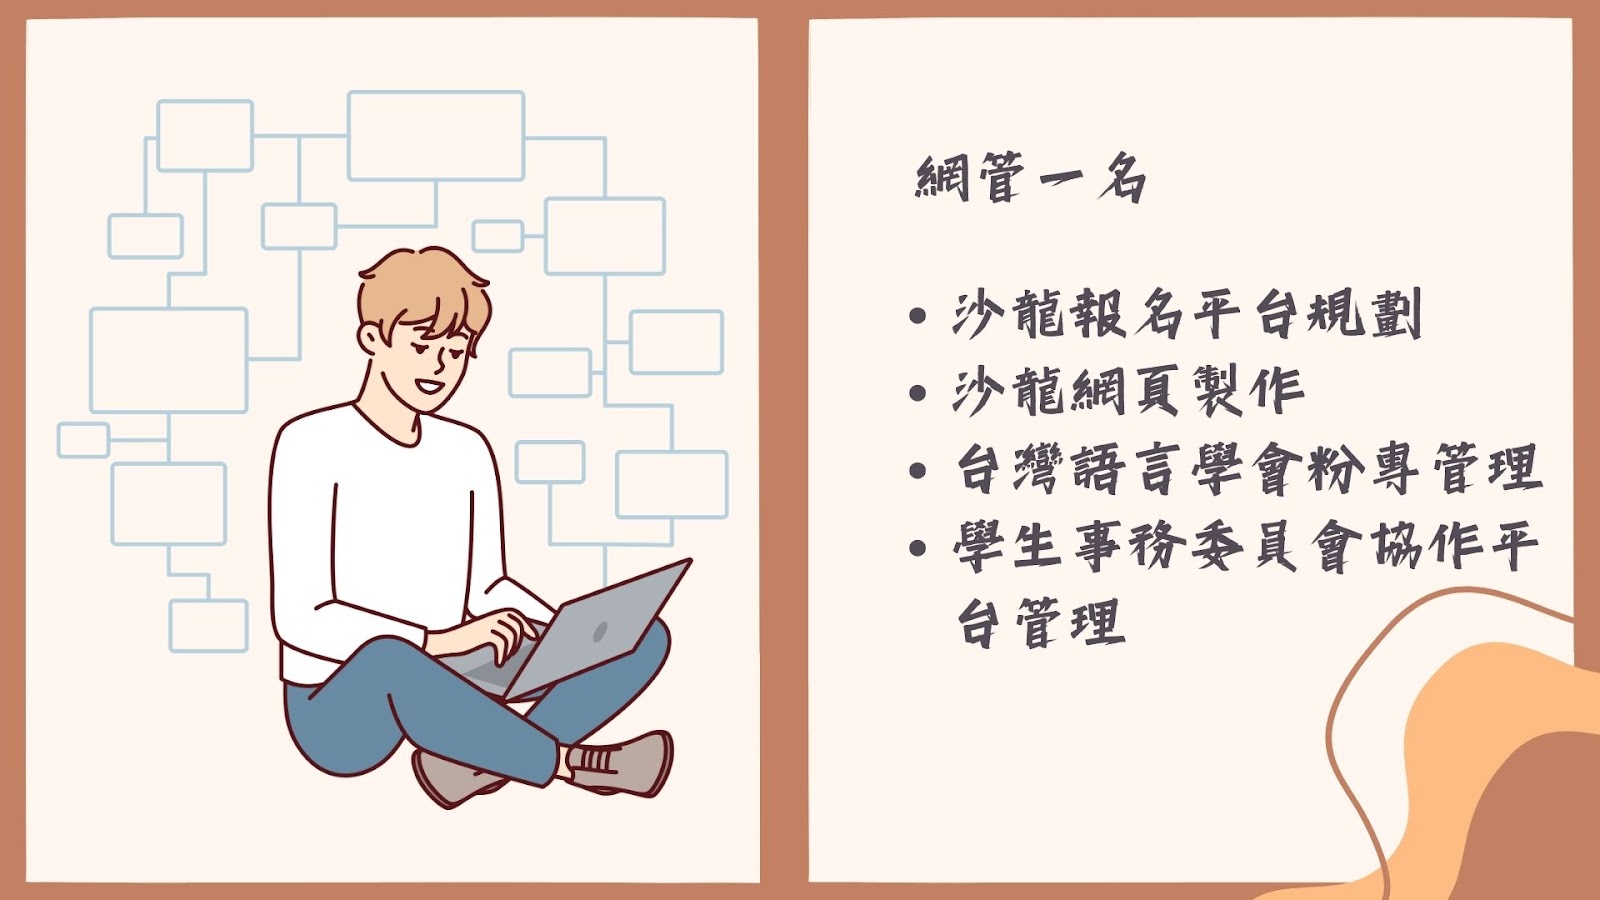 網管一名
• 沙龍報名平台規劃
• 沙龍網頁製作
• 台灣語言學會粉專管理
• 學生事務委員會協作平
台管理